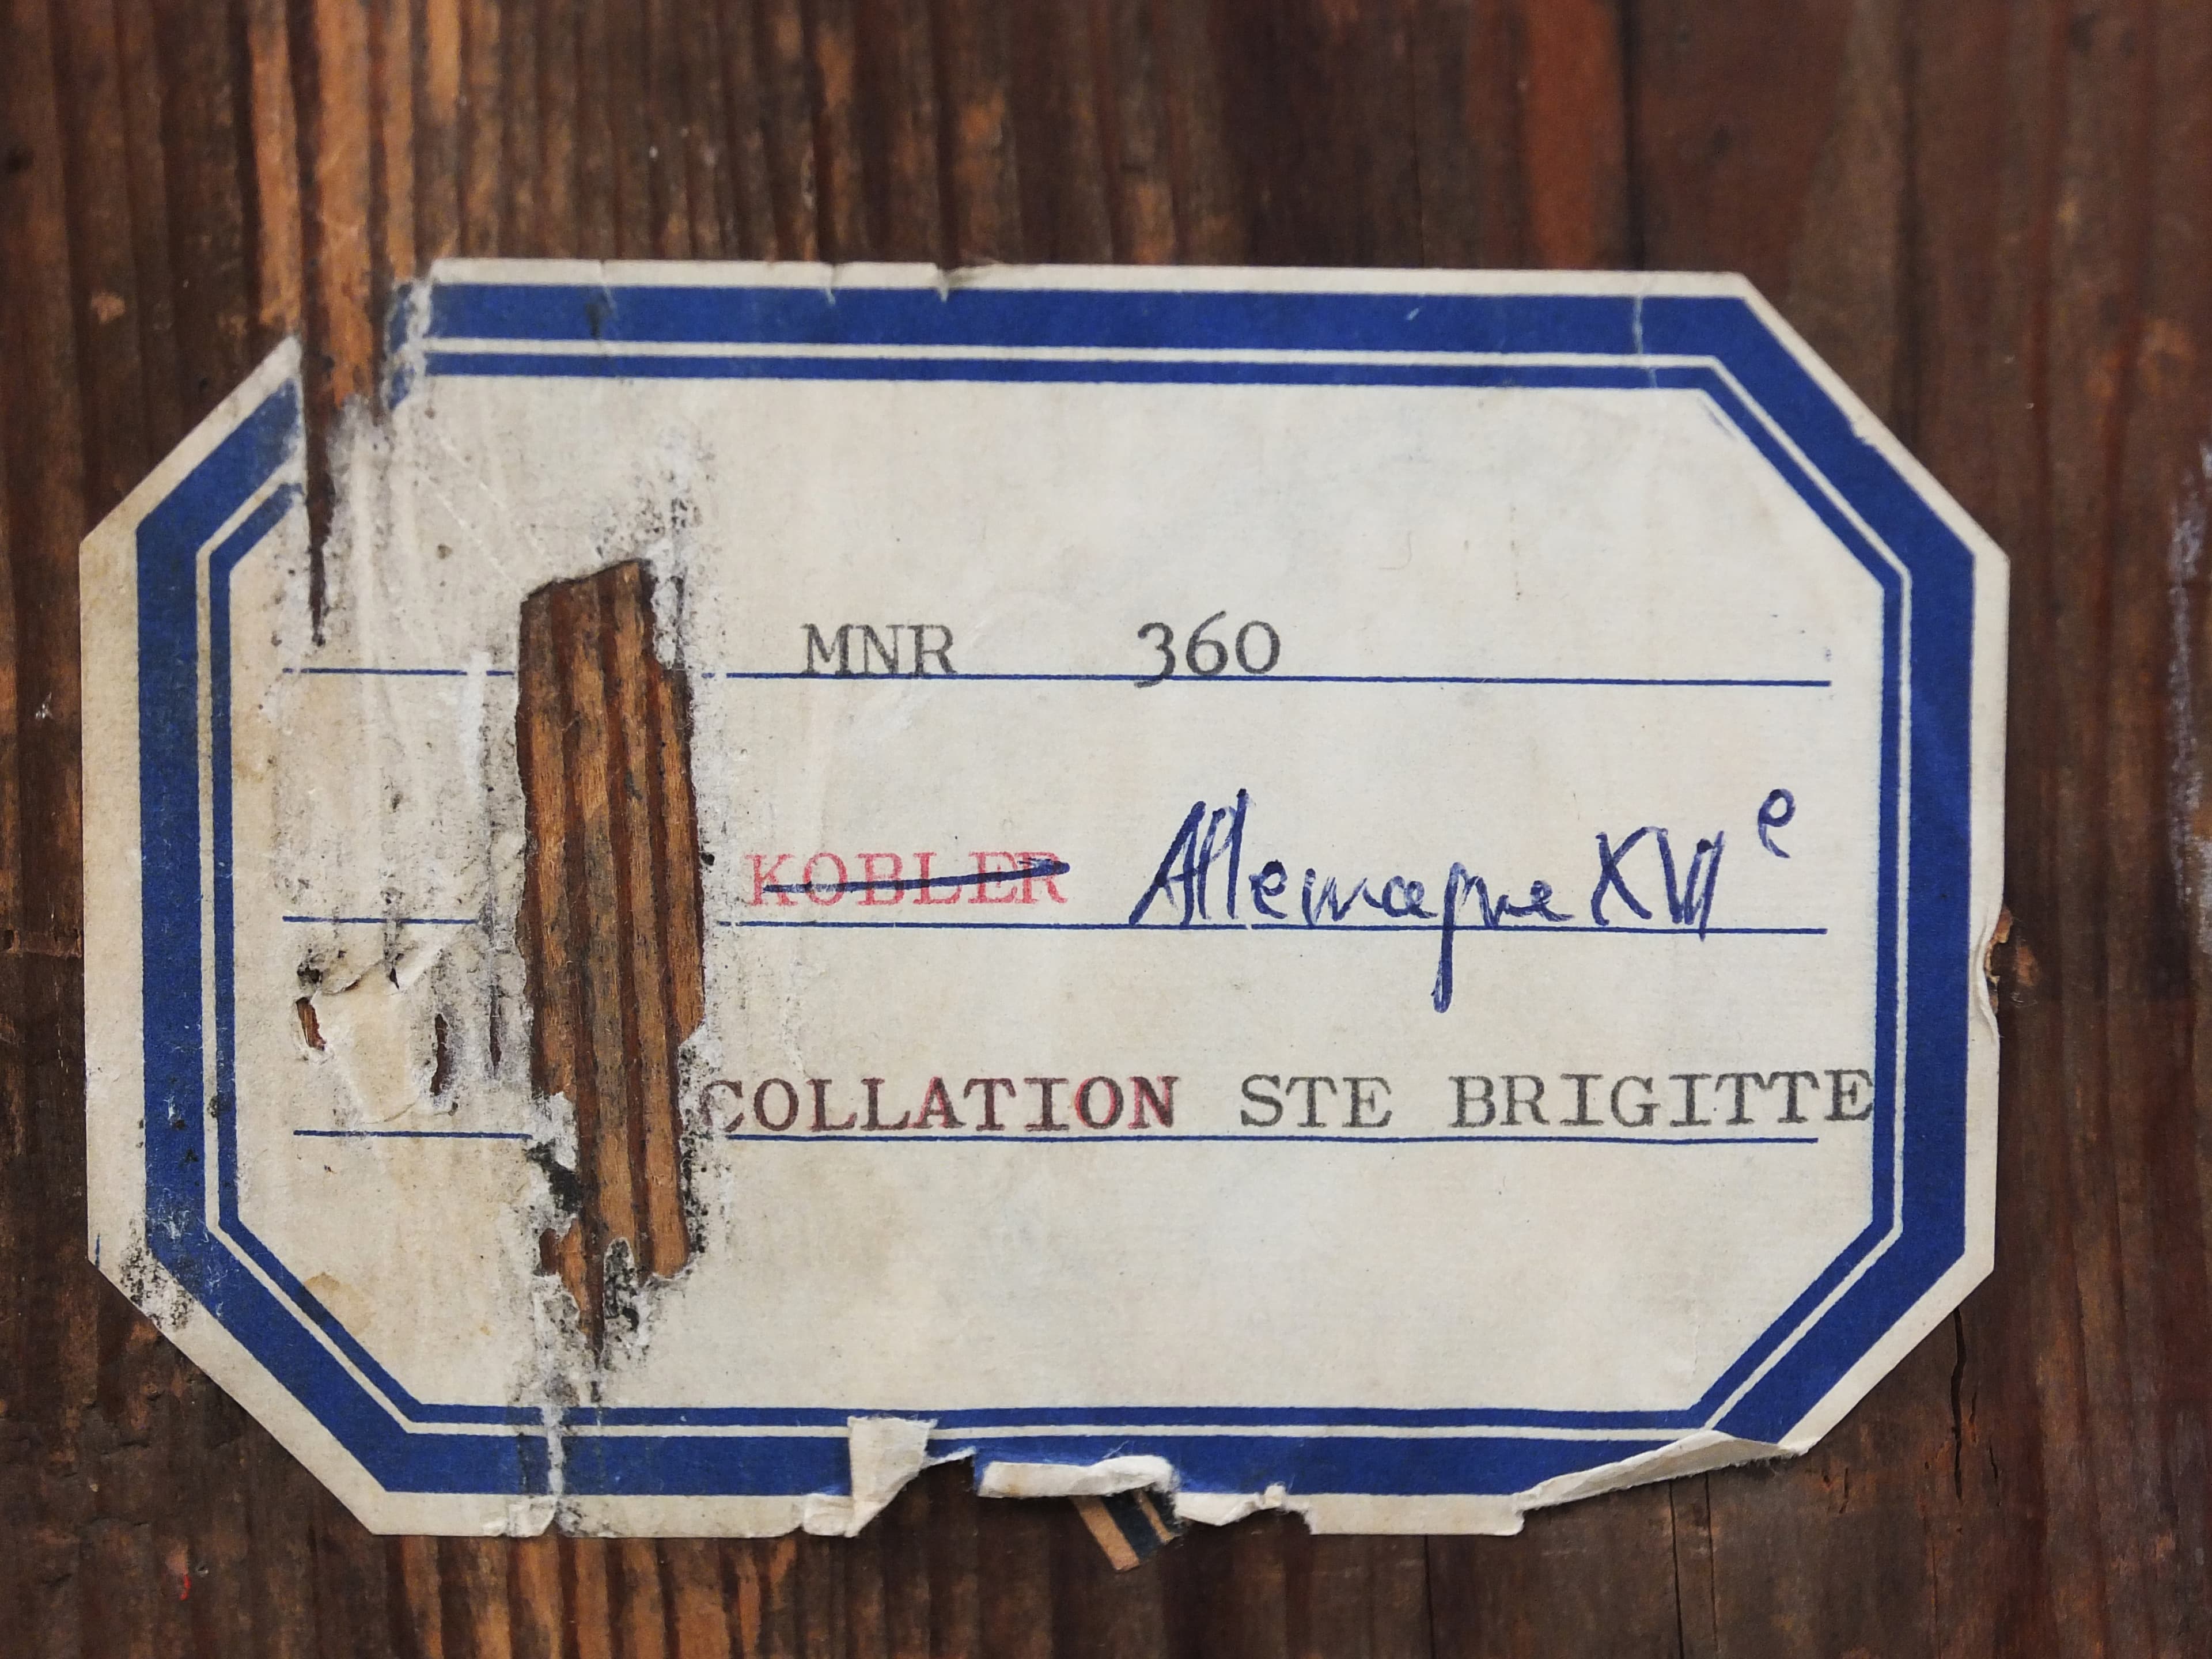 MNR 360
KOBLER Allemagne XVIe
COLLATION STE BRIGITTE